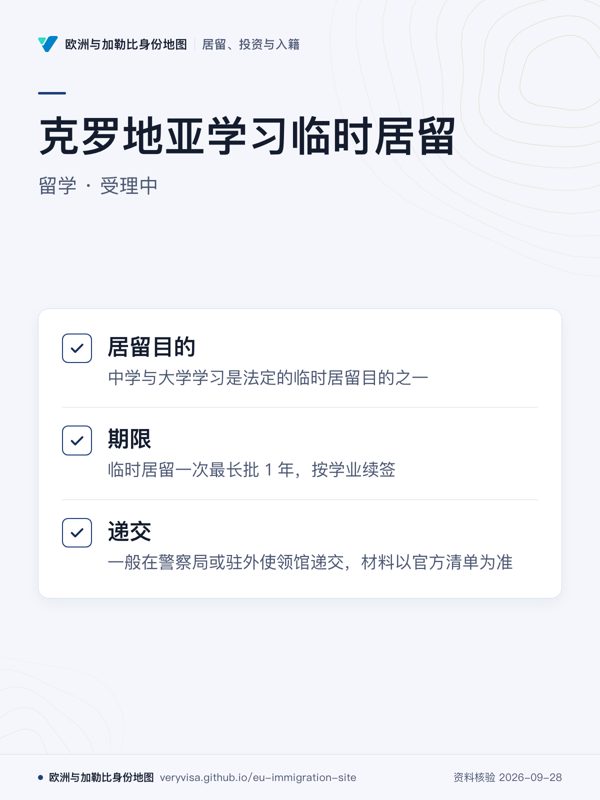 欧洲与加勒比身份地图 居留、投资与入籍
克罗地亚学习临时居留
留学 · 受理中
居留目的
中学与大学学习是法定的临时居留目的之一
期限
临时居留一次最长批 1 年，按学业续签
递交
一般在警察局或驻外使领馆递交，材料以官方清单为准
欧洲与加勒比身份地图 veryvisa.github.io/eu-immigration-site 资料核验 2026-09-28